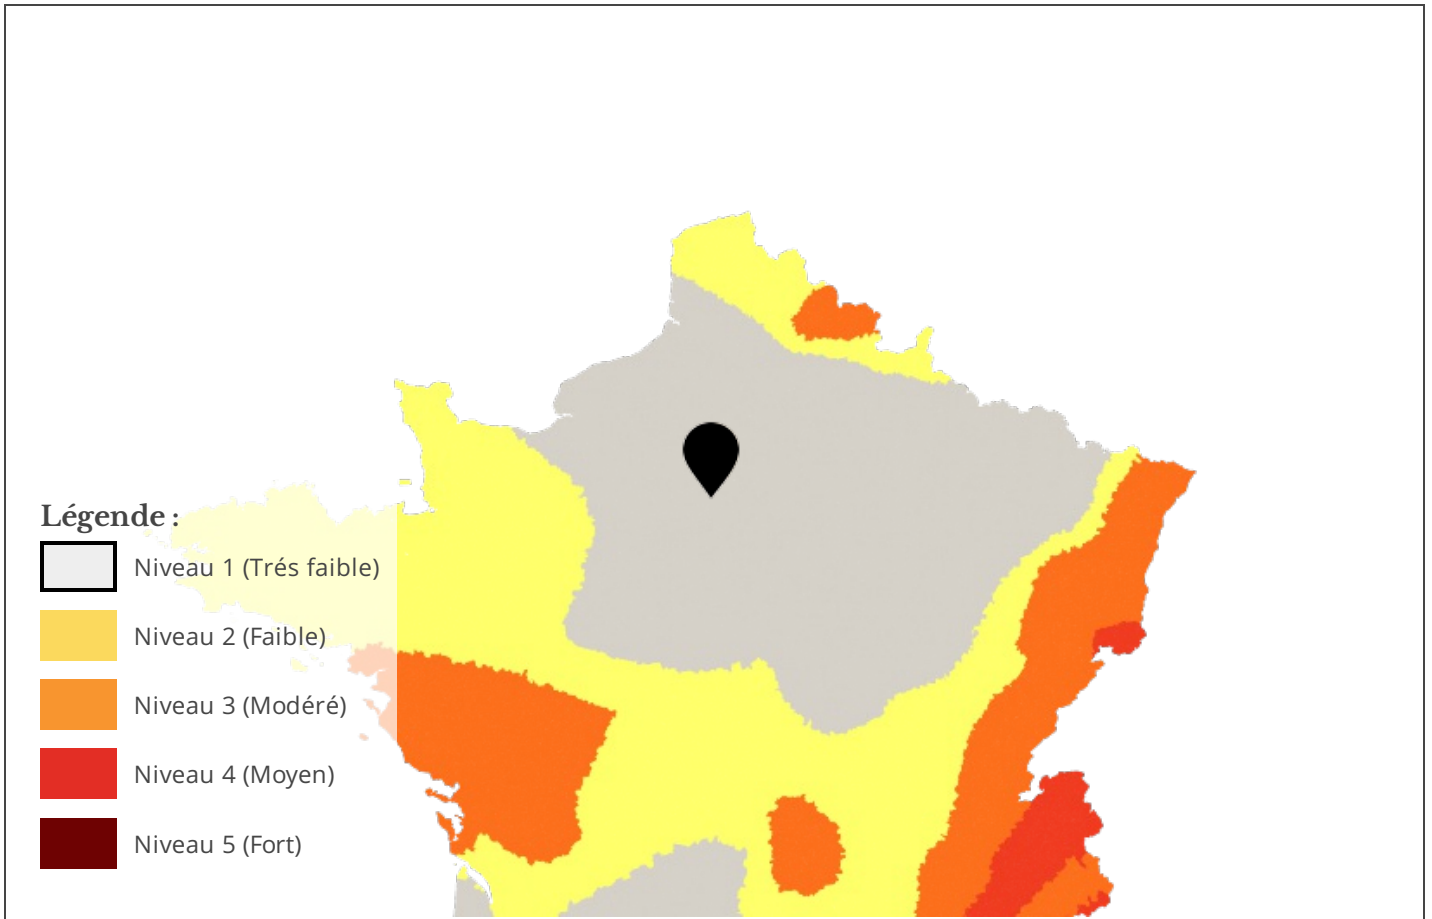 Légende :
Niveau 1 (Trés faible)
Niveau 2 (Faible)
Niveau 3 (Modéré)
Niveau 4 (Moyen)
Niveau 5 (Fort)